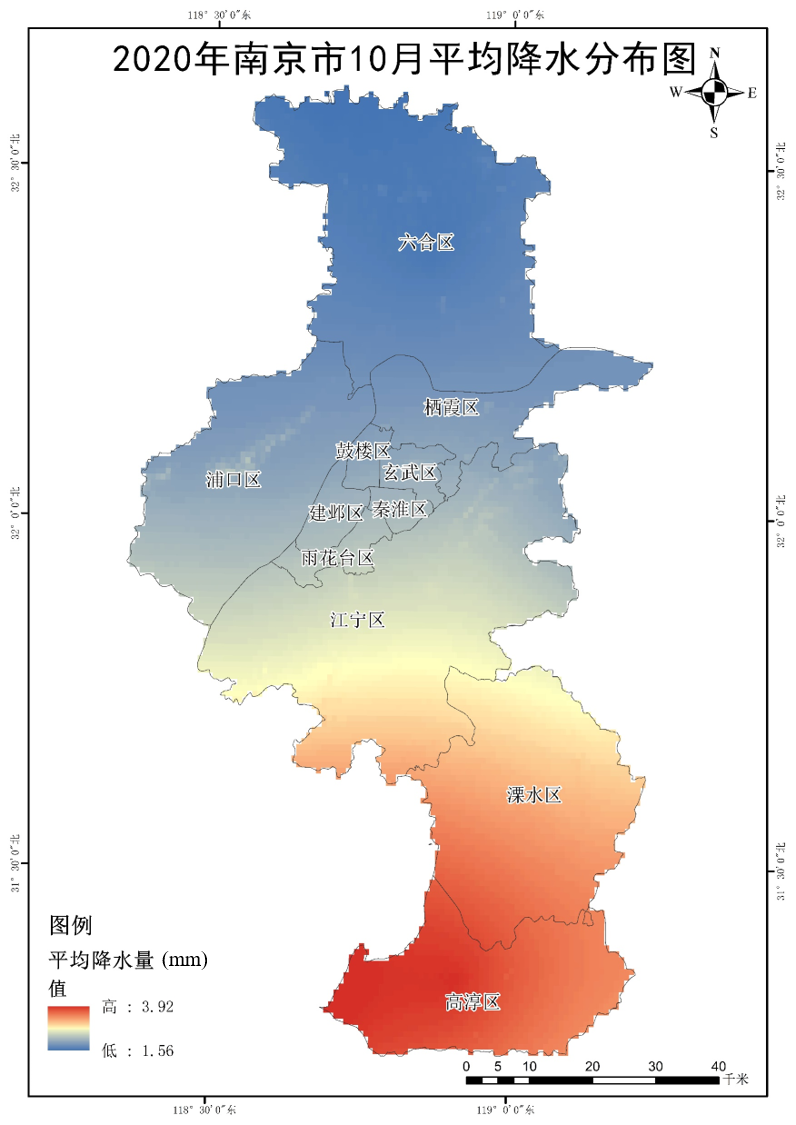 118° 30′0″东
119° 0′0″东
2020年南京市10月平均降水分布图
N
W
E
S
32° 30′0″北
32° 30′0″北
六合区
栖霞区
鼓楼区
玄武区
浦口区
建邺区
秦淮区
32° 0′0″北
32° 0′0″北
雨花台区
江宁区
溧水区
31° 30′0″北
31° 30′0″北
图例
平均降水量 (mm)
值
高 : 3.92
低 : 1.56
高淳区
0 5 10 20 30 40
千米
118° 30′0″东
119° 0′0″东